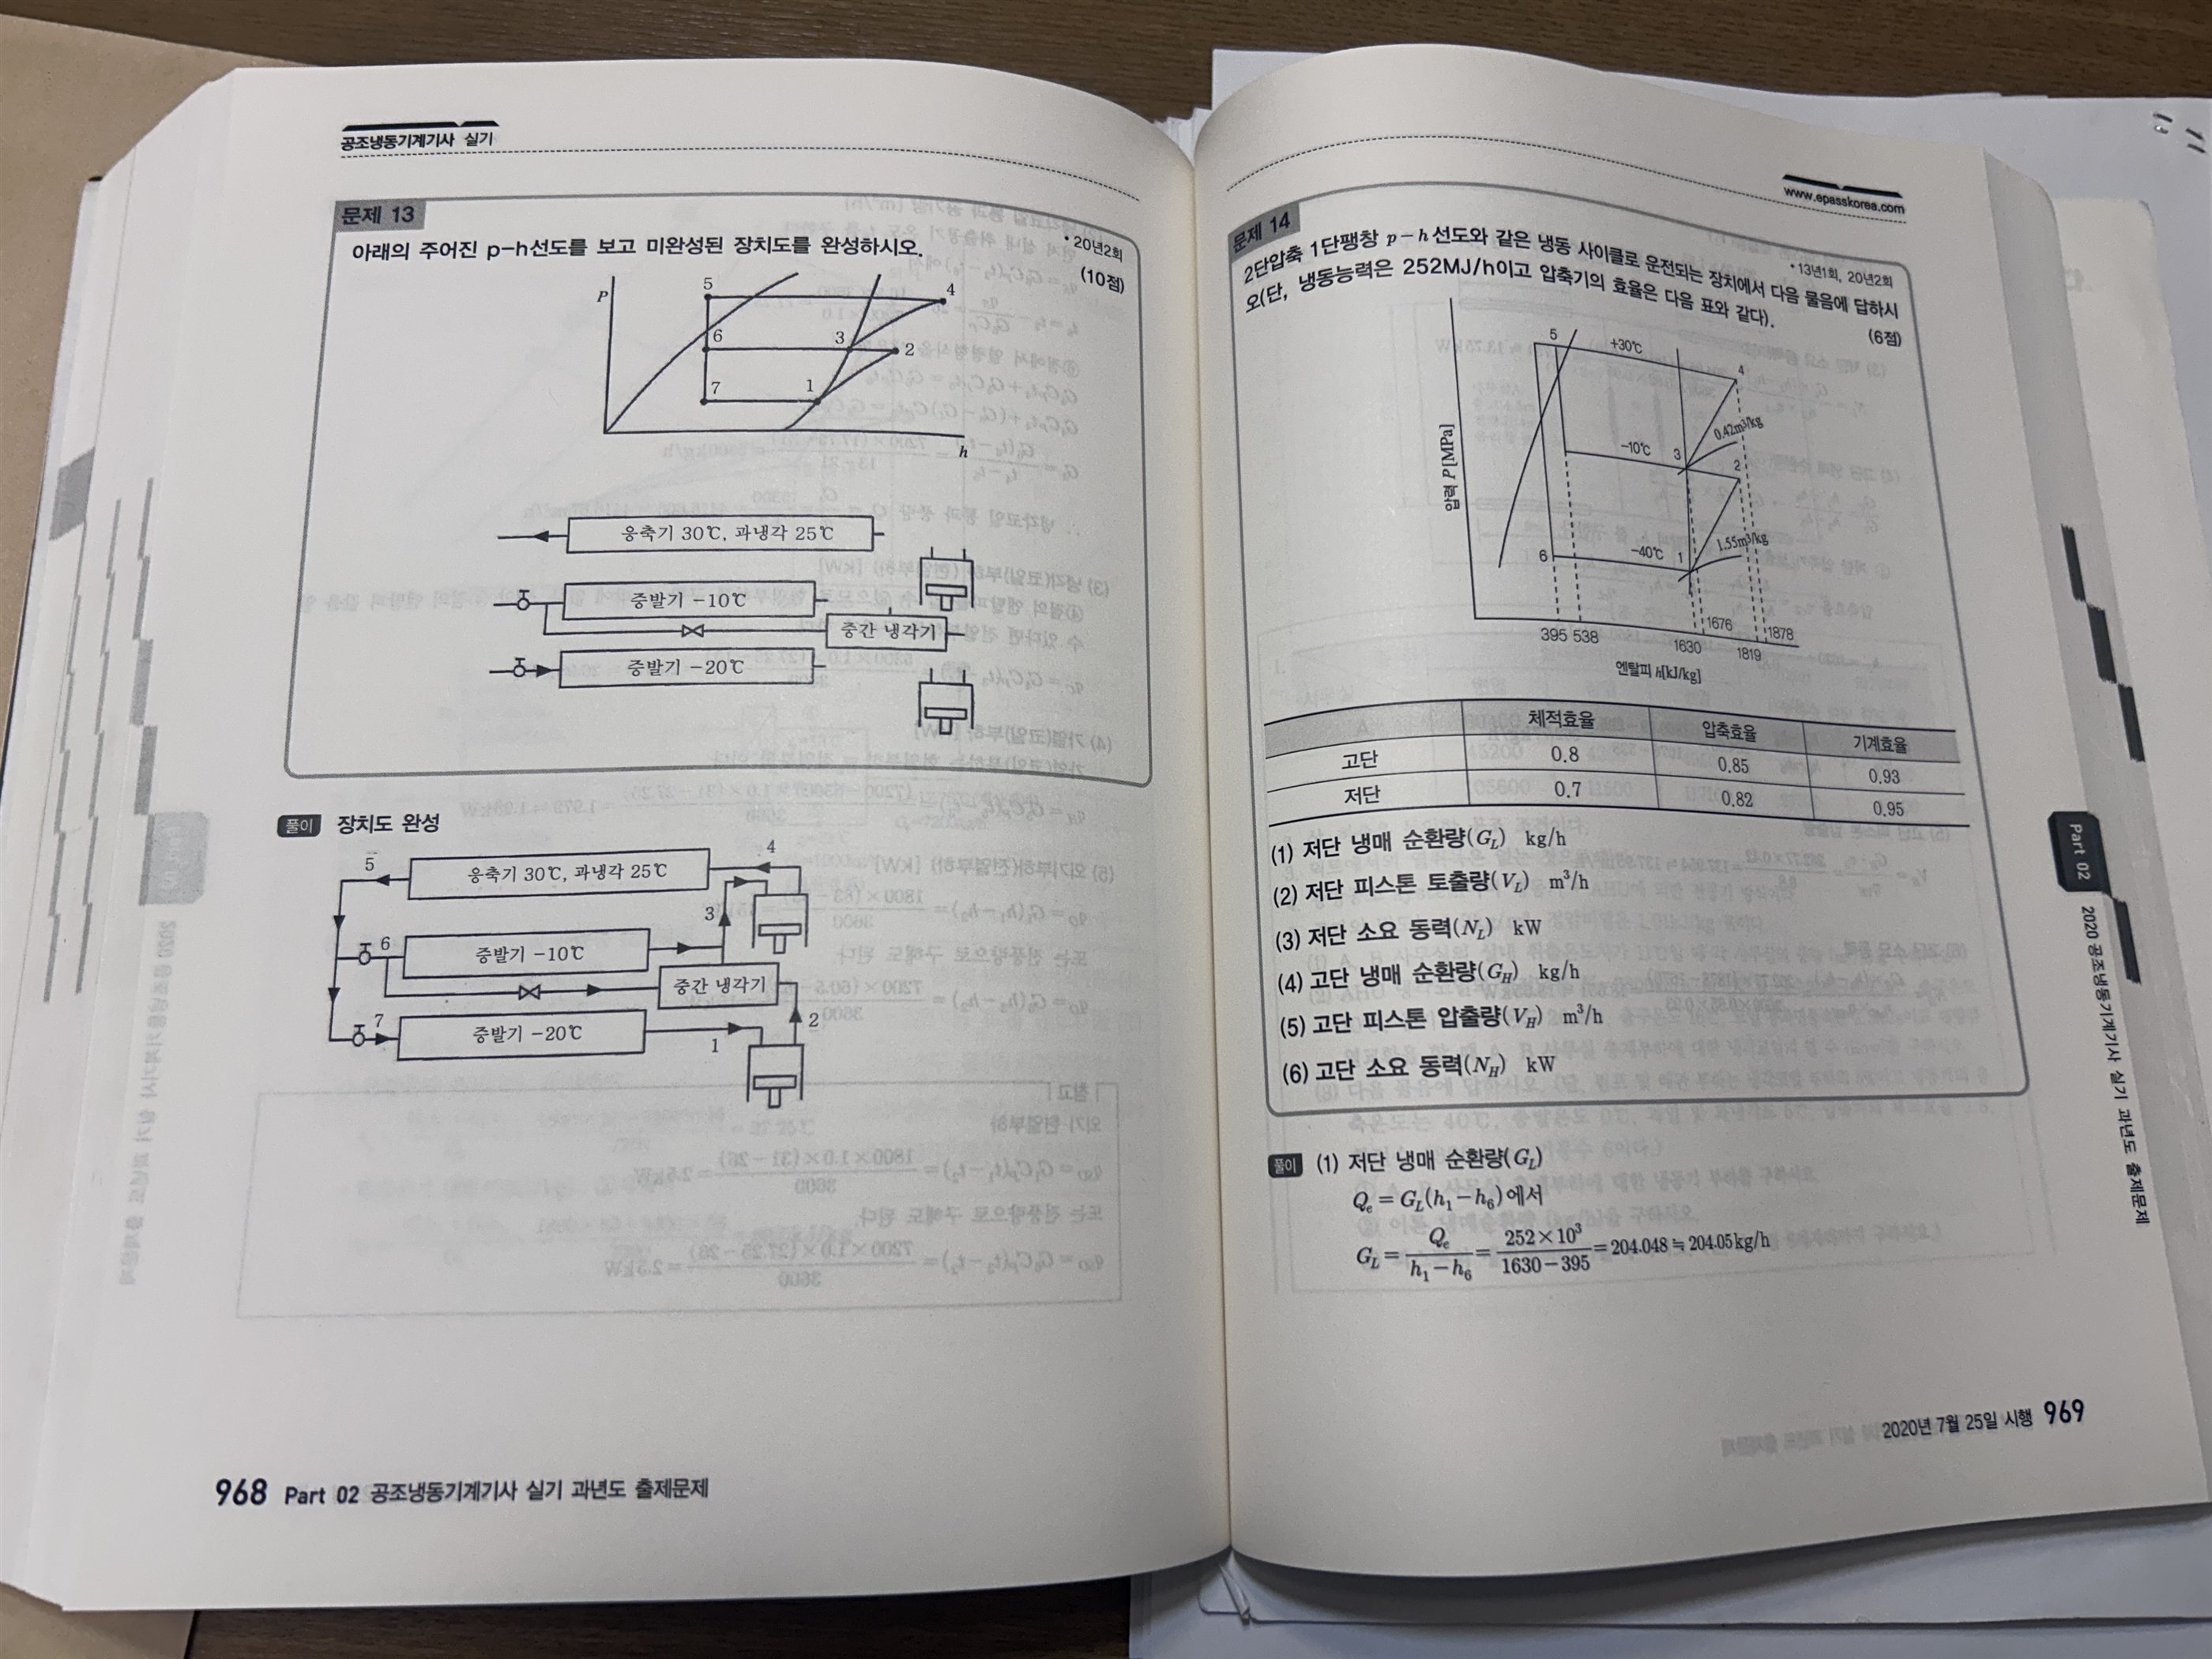 공조냉동기계기사 실기
문제 13
• 20년2회
아래의 주어진 p-h선도를 보고 미완성된 장치도를 완성하시오.
(10점)
P
5
4
6
3
2
7
1
h
응축기 30℃, 과냉각 25℃
증발기 -10℃
중간 냉각기
증발기 -20℃
풀이 장치도 완성
5
응축기 30℃, 과냉각 25℃
4
3
6
증발기 -10℃
중간 냉각기
7
증발기 -20℃
1
2
968 Part 02 공조냉동기계기사 실기 과년도 출제문제
www.epasskorea.com
문제 14
• 13년1회, 20년2회
2단압축 1단팽창 p-h선도와 같은 냉동 사이클로 운전되는 장치에서 다음 물음에 답하시
오(단, 냉동능력은 252MJ/h이고 압축기의 효율은 다음 표와 같다).
(6점)
압력 P[MPa]
5
+30℃
4
0.42m³/kg
-10℃
3
2
6
-40℃
1
1.55m³/kg
395 538
1630
1676
1819
1878
엔탈피 h[kJ/kg]
체적효율 압축효율 기계효율
고단 0.8 0.85 0.93
저단 0.7 0.82 0.95
(1) 저단 냉매 순환량(G_L) kg/h
(2) 저단 피스톤 토출량(V_L) m³/h
(3) 저단 소요 동력(N_L) kW
(4) 고단 냉매 순환량(G_H) kg/h
(5) 고단 피스톤 압출량(V_H) m³/h
(6) 고단 소요 동력(N_H) kW
풀이 (1) 저단 냉매 순환량(G_L)
Q_e = G_L(h_1 - h_6)에서
G_L = Q_e / (h_1 - h_6) = 252×10³ / (1630-395) = 204.048 ≒ 204.05kg/h
Part 02
2020 공조냉동기계기사 실기 과년도 출제문제
2020년 7월 25일 시행 969